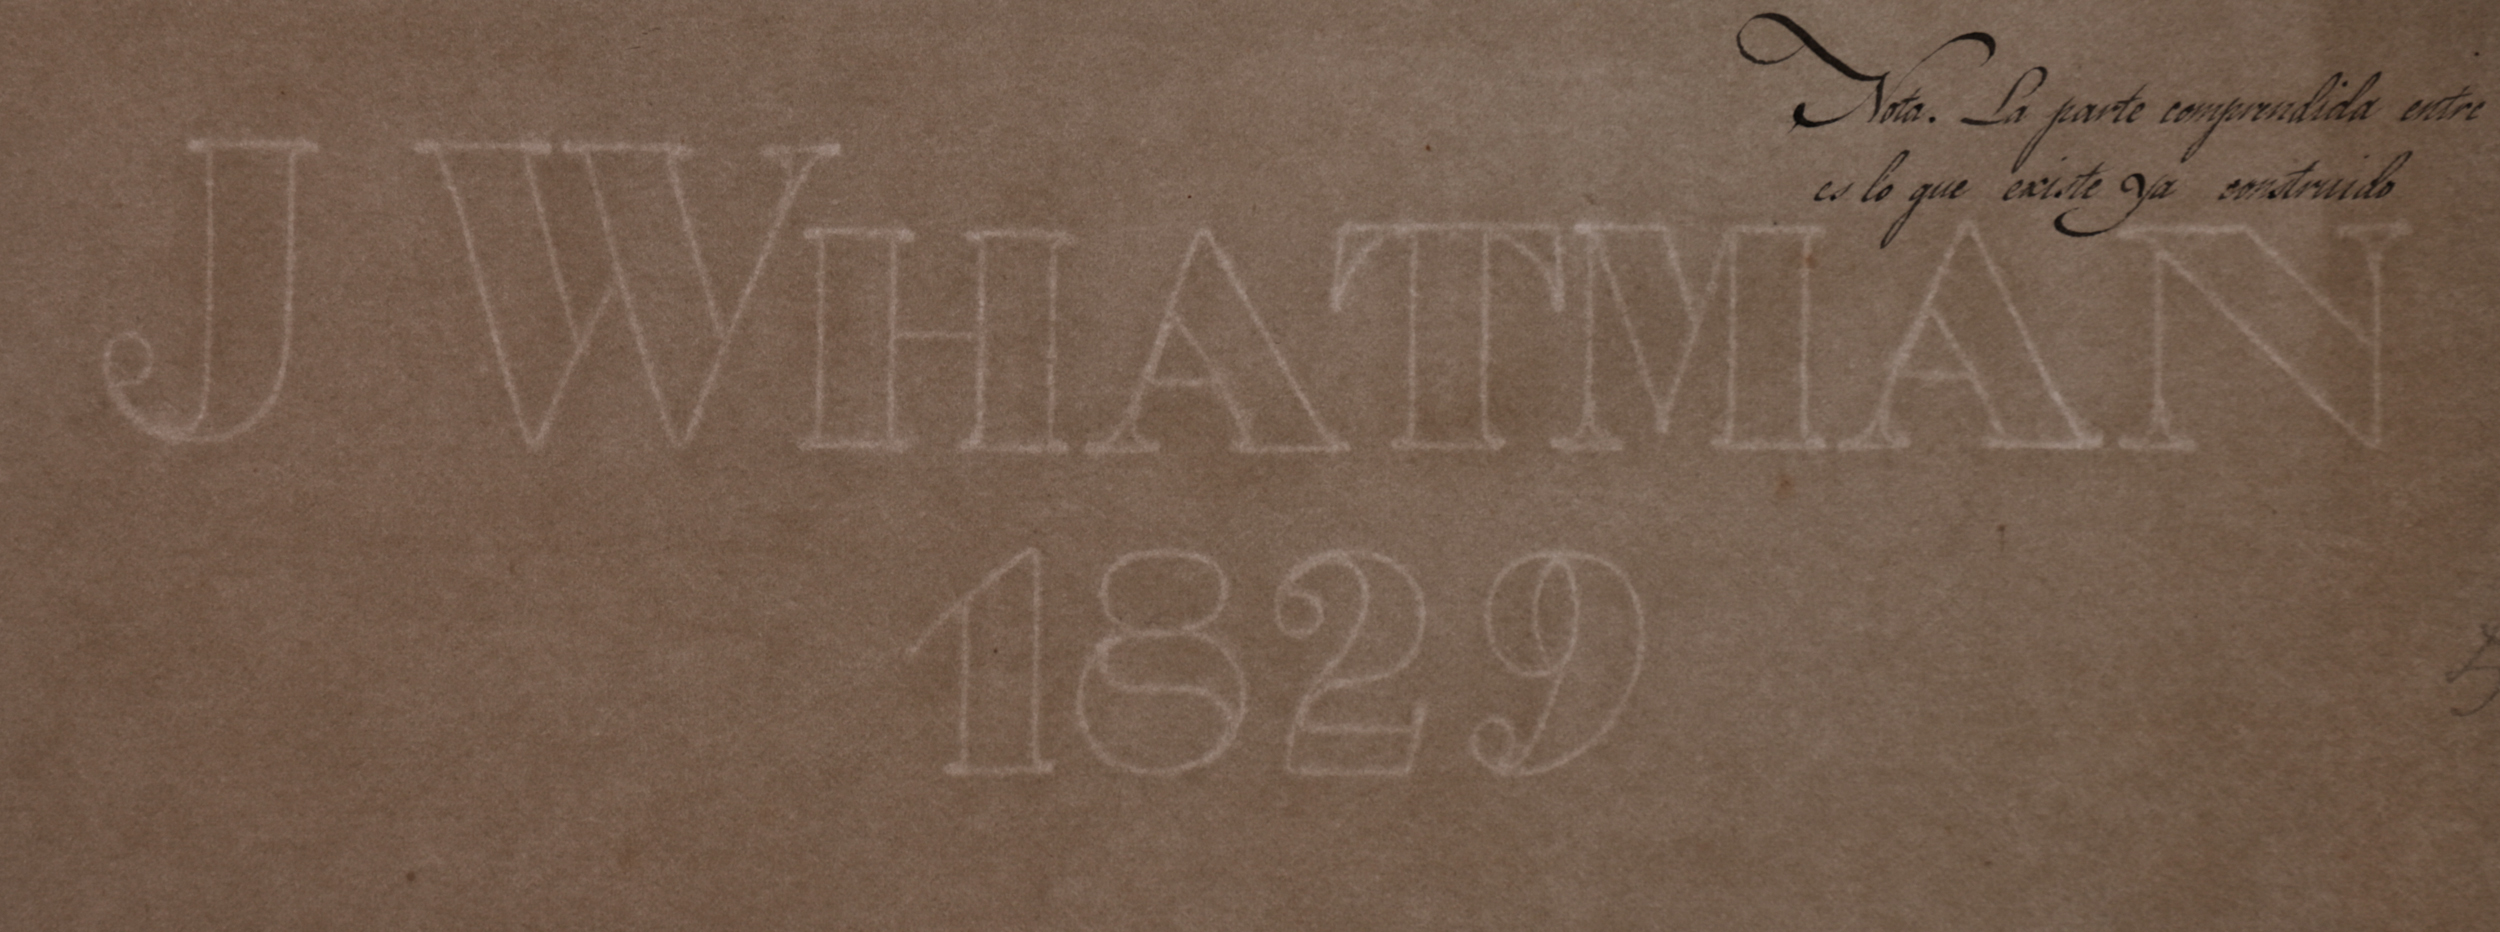 Nota. La parte comprendida entre
es lo que existe ya construido
J WHATMAN
1829